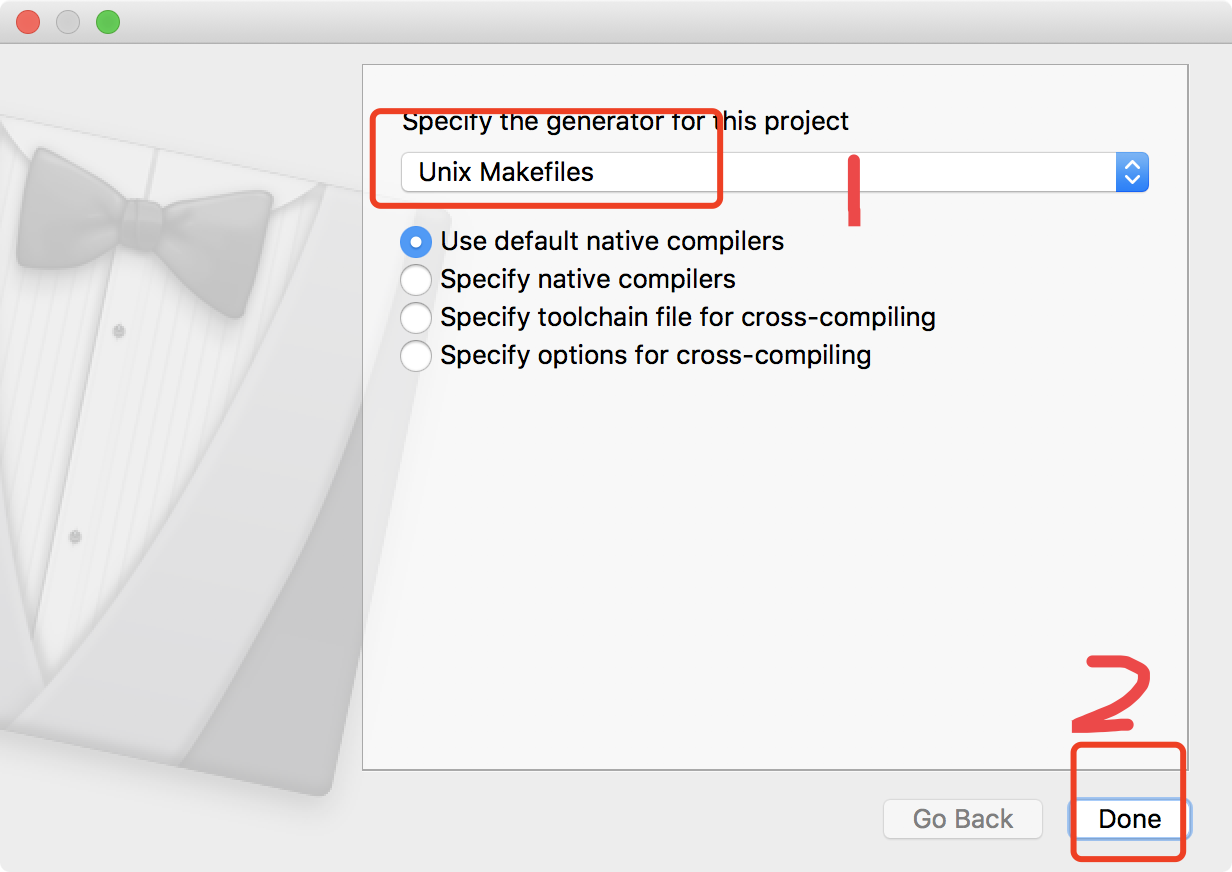 Specify the generator for this project
Unix Makefiles
1
Use default native compilers
Specify native compilers
Specify toolchain file for cross-compiling
Specify options for cross-compiling
2
Go Back
Done